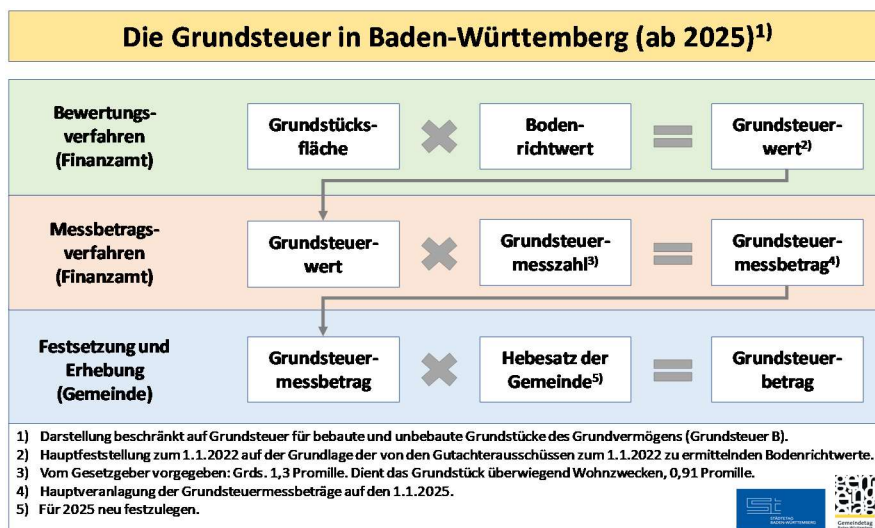 Die Grundsteuer in Baden-Württemberg (ab 2025)1)
Bewertungs-
verfahren
(Finanzamt)
Grundstücks-
fläche
Boden-
richtwert
Grundsteuer-
wert2)
Messbetrags-
verfahren
(Finanzamt)
Grundsteuer-
wert
Grundsteuer-
messzahl3)
Grundsteuer-
messbetrag4)
Festsetzung und
Erhebung
(Gemeinde)
Grundsteuer-
messbetrag
Hebesatz der
Gemeinde5)
Grundsteuer-
betrag
1) Darstellung beschränkt auf Grundsteuer für bebaute und unbebaute Grundstücke des Grundvermögens (Grundsteuer B).
2) Hauptfeststellung zum 1.1.2022 auf der Grundlage der von den Gutachterausschüssen zum 1.1.2022 zu ermittelnden Bodenrichtwerte.
3) Vom Gesetzgeber vorgegeben: Grds. 1,3 Promille. Dient das Grundstück überwiegend Wohnzwecken, 0,91 Promille.
4) Hauptveranlagung der Grundsteuermessbeträge auf den 1.1.2025.
5) Für 2025 neu festzulegen.
STÄDTETAG
BADEN-WÜRTTEMBERG
Gemeindetag